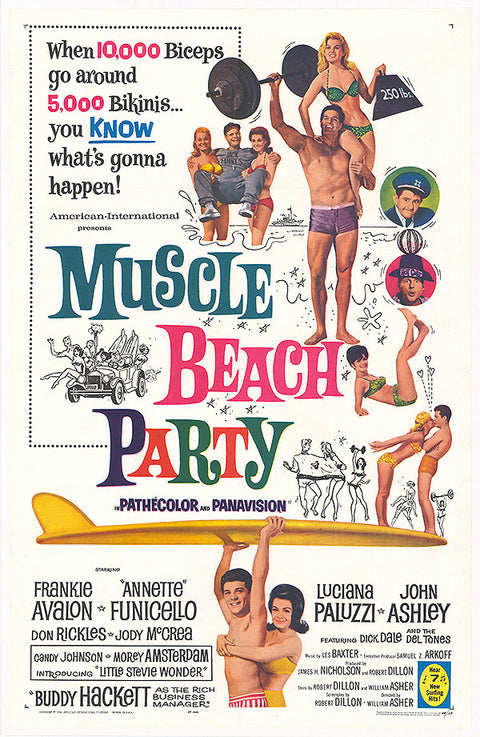 When 10,000 Biceps
go around
5,000 Bikinis...
you KNOW
what's gonna
happen!
250 lbs.
American-International
presents
MUSCLE
BEACH
PARTY
IN PATHÉCOLOR AND PANAVISION®
STARRING
FRANKIE AVALON ★ "ANNETTE" FUNICELLO
LUCIANA PALUZZI ★ JOHN ASHLEY
DON RICKLES ★ JODY McCREA
FEATURING DICK DALE AND THE DEL TONES
CANDY JOHNSON ★ MOREY AMSTERDAM
INTRODUCING "LITTLE STEVIE WONDER"
"BUDDY HACKETT AS THE RICH BUSINESS MANAGER"
Music by LES BAXTER · Executive Producer SAMUEL Z. ARKOFF
Produced by JAMES H. NICHOLSON and ROBERT DILLON
Story by ROBERT DILLON and WILLIAM ASHER
Screenplay by ROBERT DILLON · Directed by WILLIAM ASHER
Hear
7
New
Surfing
Hits!